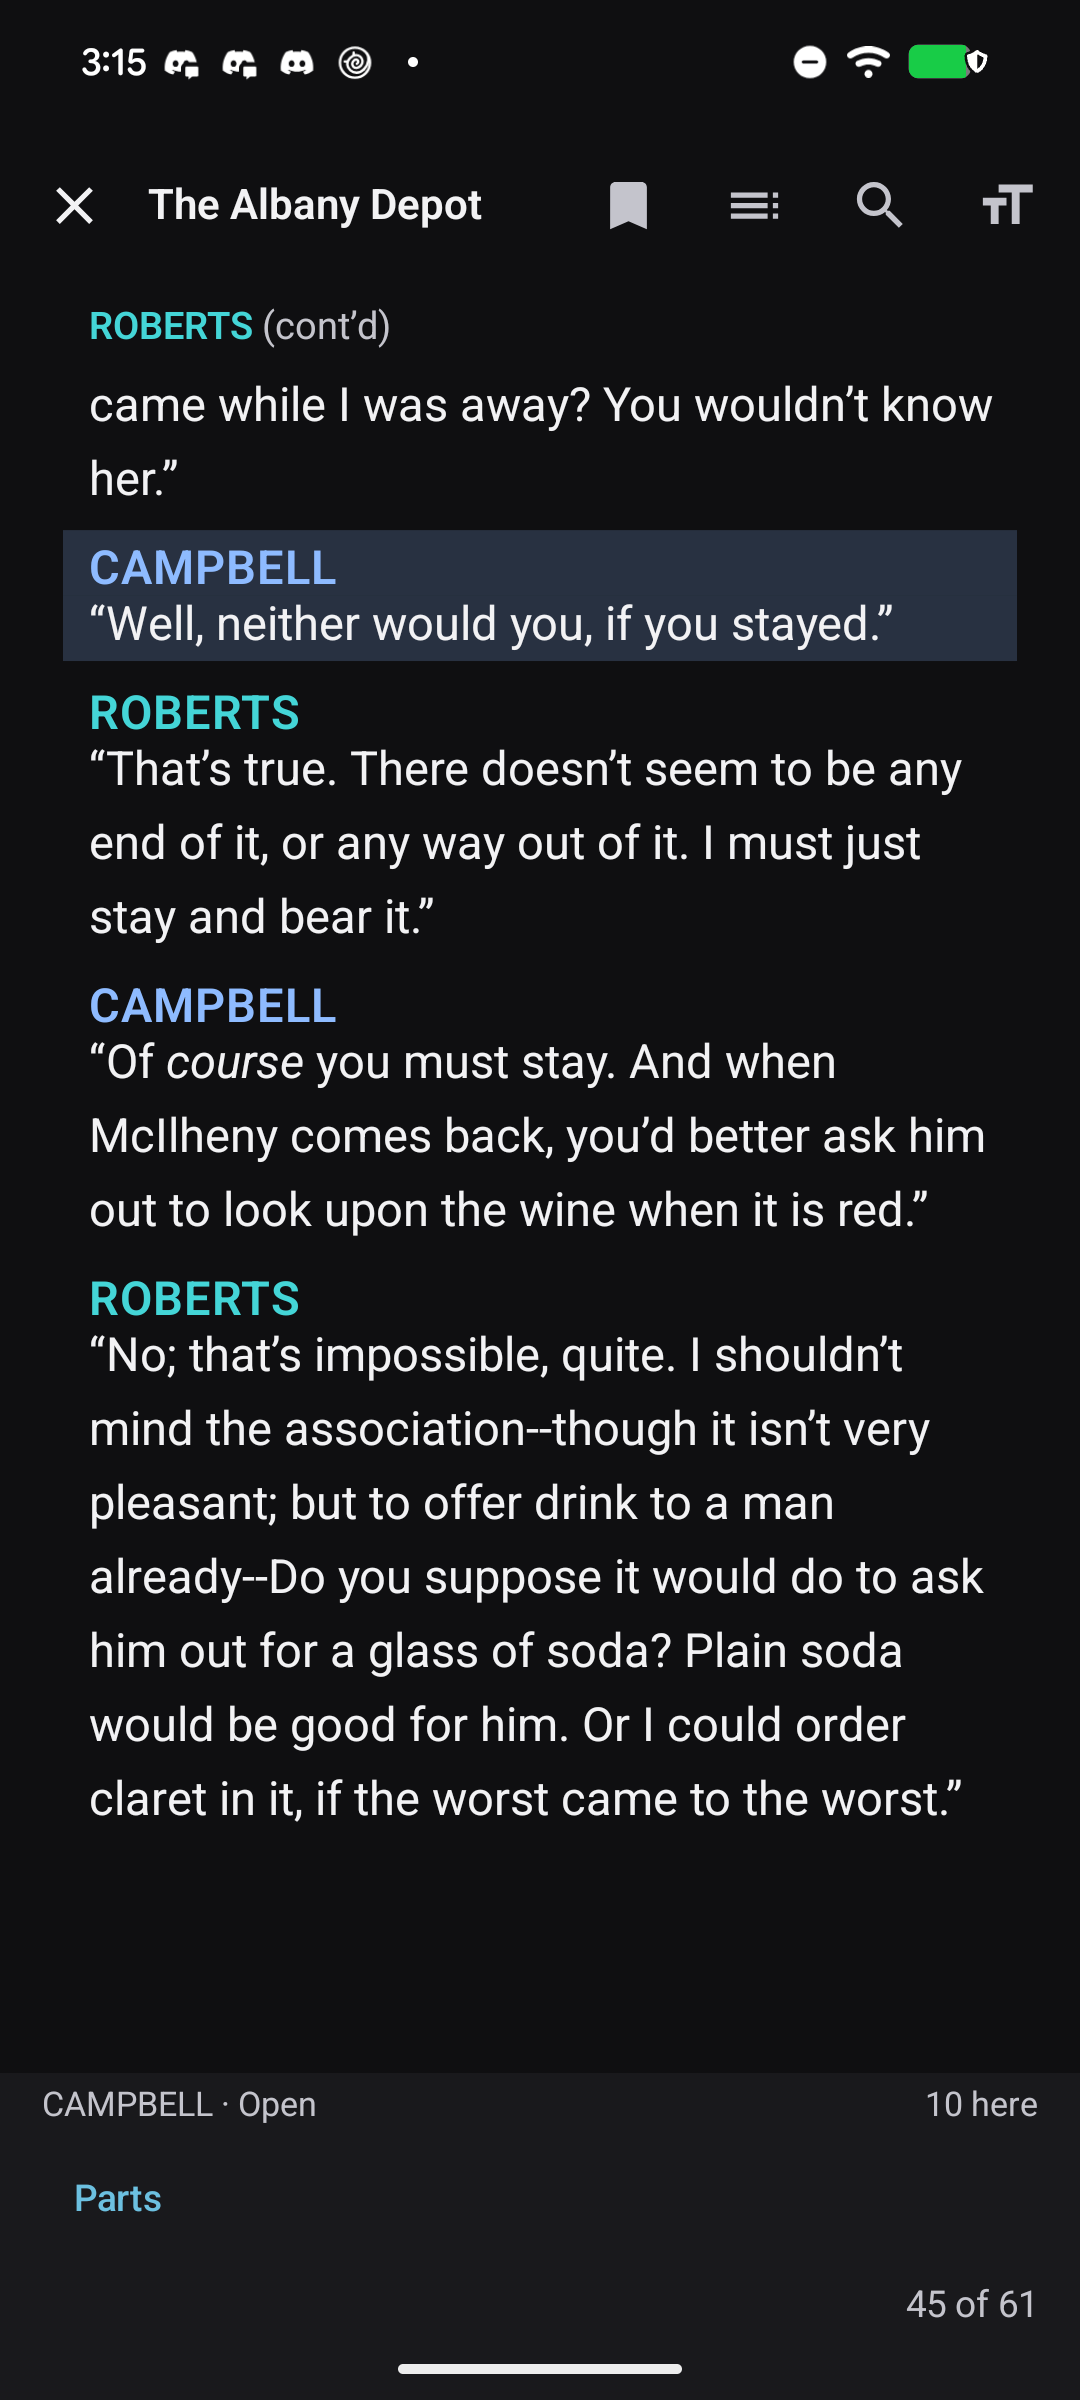 3:15
The Albany Depot
ROBERTS (cont’d)
came while I was away? You wouldn’t know
her.”
CAMPBELL
“Well, neither would you, if you stayed.”
ROBERTS
“That’s true. There doesn’t seem to be any
end of it, or any way out of it. I must just
stay and bear it.”
CAMPBELL
“Of course you must stay. And when
McIlheny comes back, you’d better ask him
out to look upon the wine when it is red.”
ROBERTS
“No; that’s impossible, quite. I shouldn’t
mind the association--though it isn’t very
pleasant; but to offer drink to a man
already--Do you suppose it would do to ask
him out for a glass of soda? Plain soda
would be good for him. Or I could order
claret in it, if the worst came to the worst.”
CAMPBELL · Open
10 here
Parts
45 of 61